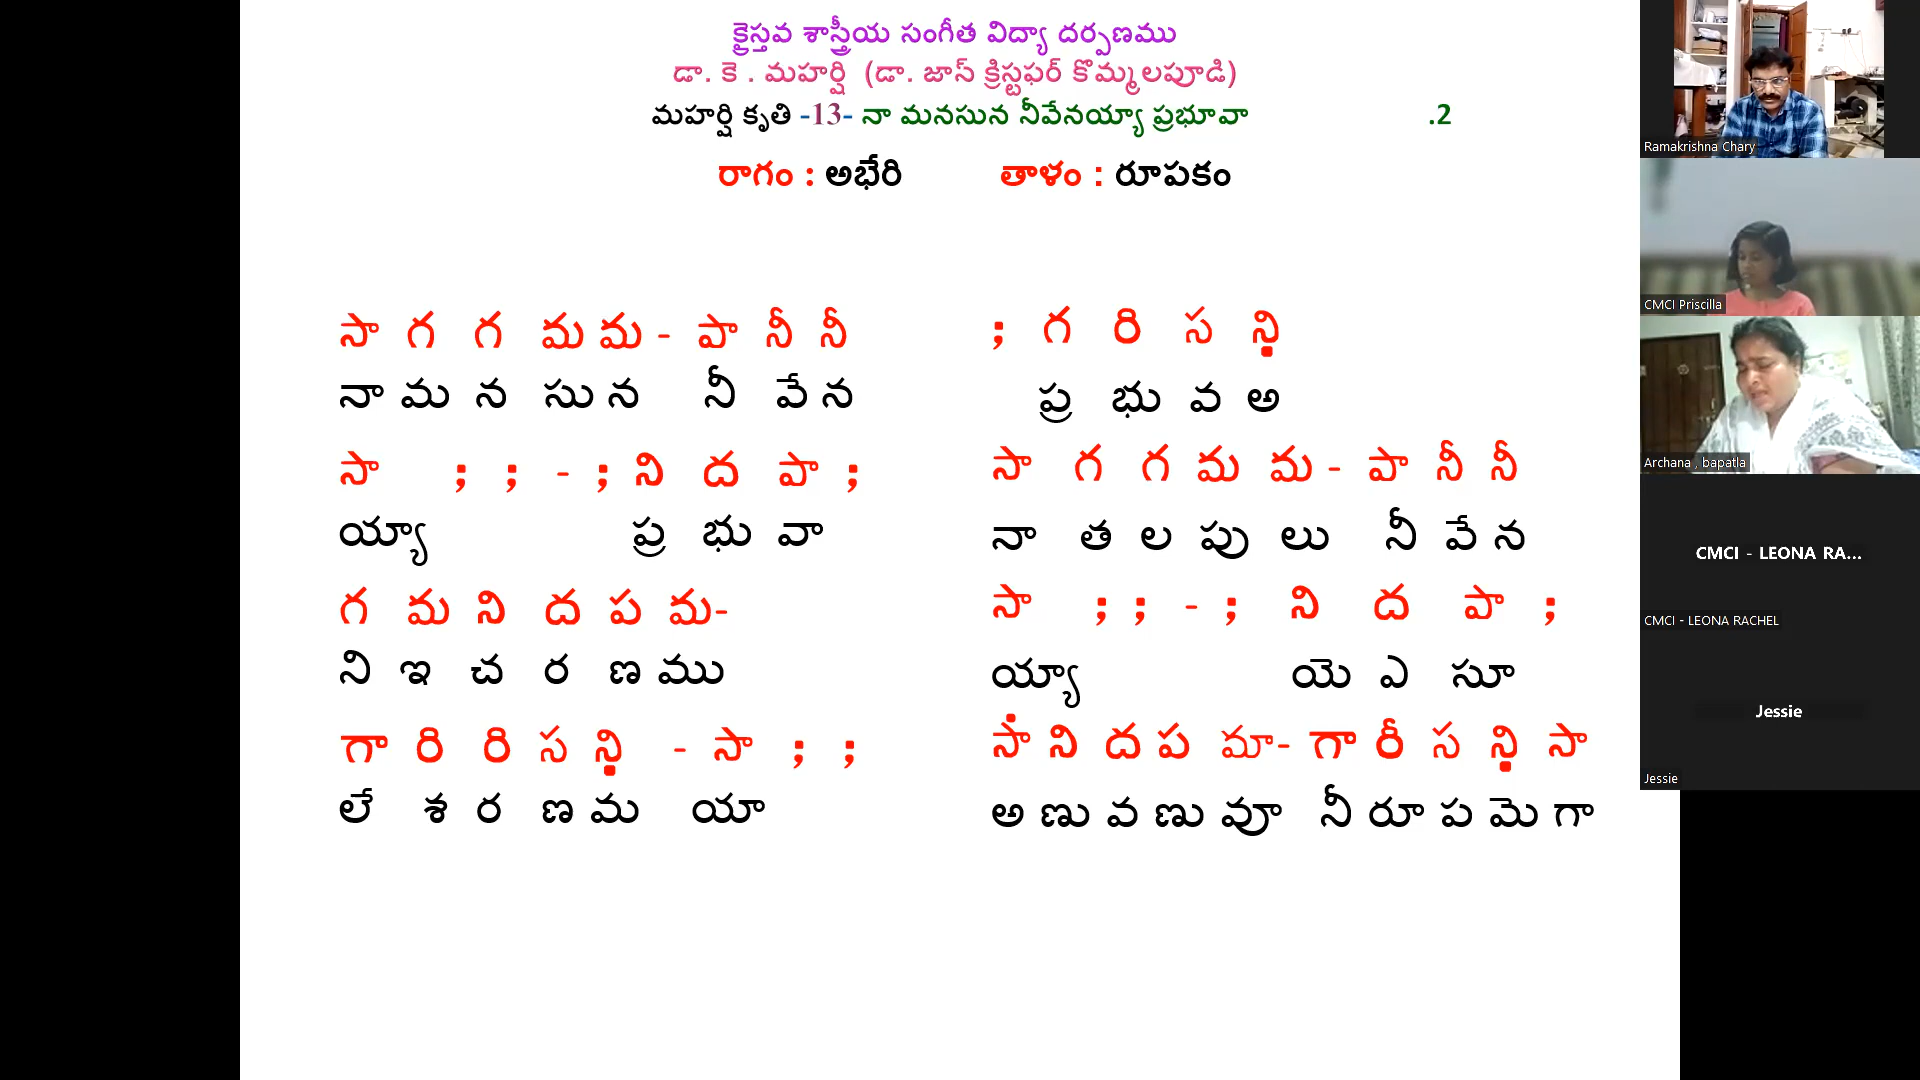 క్రైస్తవ శాస్త్రీయ సంగీత విద్యా దర్పణము
డా. కె . మహర్షి (డా. జాస్ క్రిస్టఫర్ కొమ్మలపూడి)
మహర్షి కృతి -13- నా మనసున నీవేనయ్యా ప్రభూవా .2
రాగం : అభేరి తాళం : రూపకం
సా గ గ మ మ - పా నీ నీ
నా మ న సు న నీ వే న
సా ; ; - ; ని ద పా ;
య్యా ప్ర భు వా
గ మ ని ద ప మ-
ని ఇ చ ర ణ ము
గా రి రి స ని़ - సా ; ;
లే శ ర ణ మ యా
; గ రి స ని़
ప్ర భు వ అ
సా గ గ మ మ - పా నీ నీ
నా త ల పు లు నీ వే న
సా ; ; - ; ని ద పా ;
య్యా యె ఎ సూ
సా̇ ని ద ప మా- గా రీ స ని़ సా
అ ణు వ ణు వూ నీ రూ ప మె గా
Ramakrishna Chary
CMCI Priscilla
Archana , bapatla
CMCI - LEONA RA...
CMCI - LEONA RACHEL
Jessie
Jessie